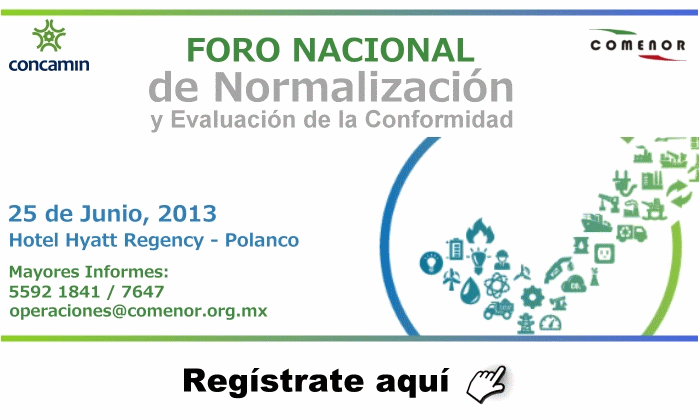 concamin
FORO NACIONAL
de Normalización
y Evaluación de la Conformidad
COMENOR
25 de Junio, 2013
Hotel Hyatt Regency - Polanco
Mayores Informes:
5592 1841 / 7647
operaciones@comenor.org.mx
Regístrate aquí